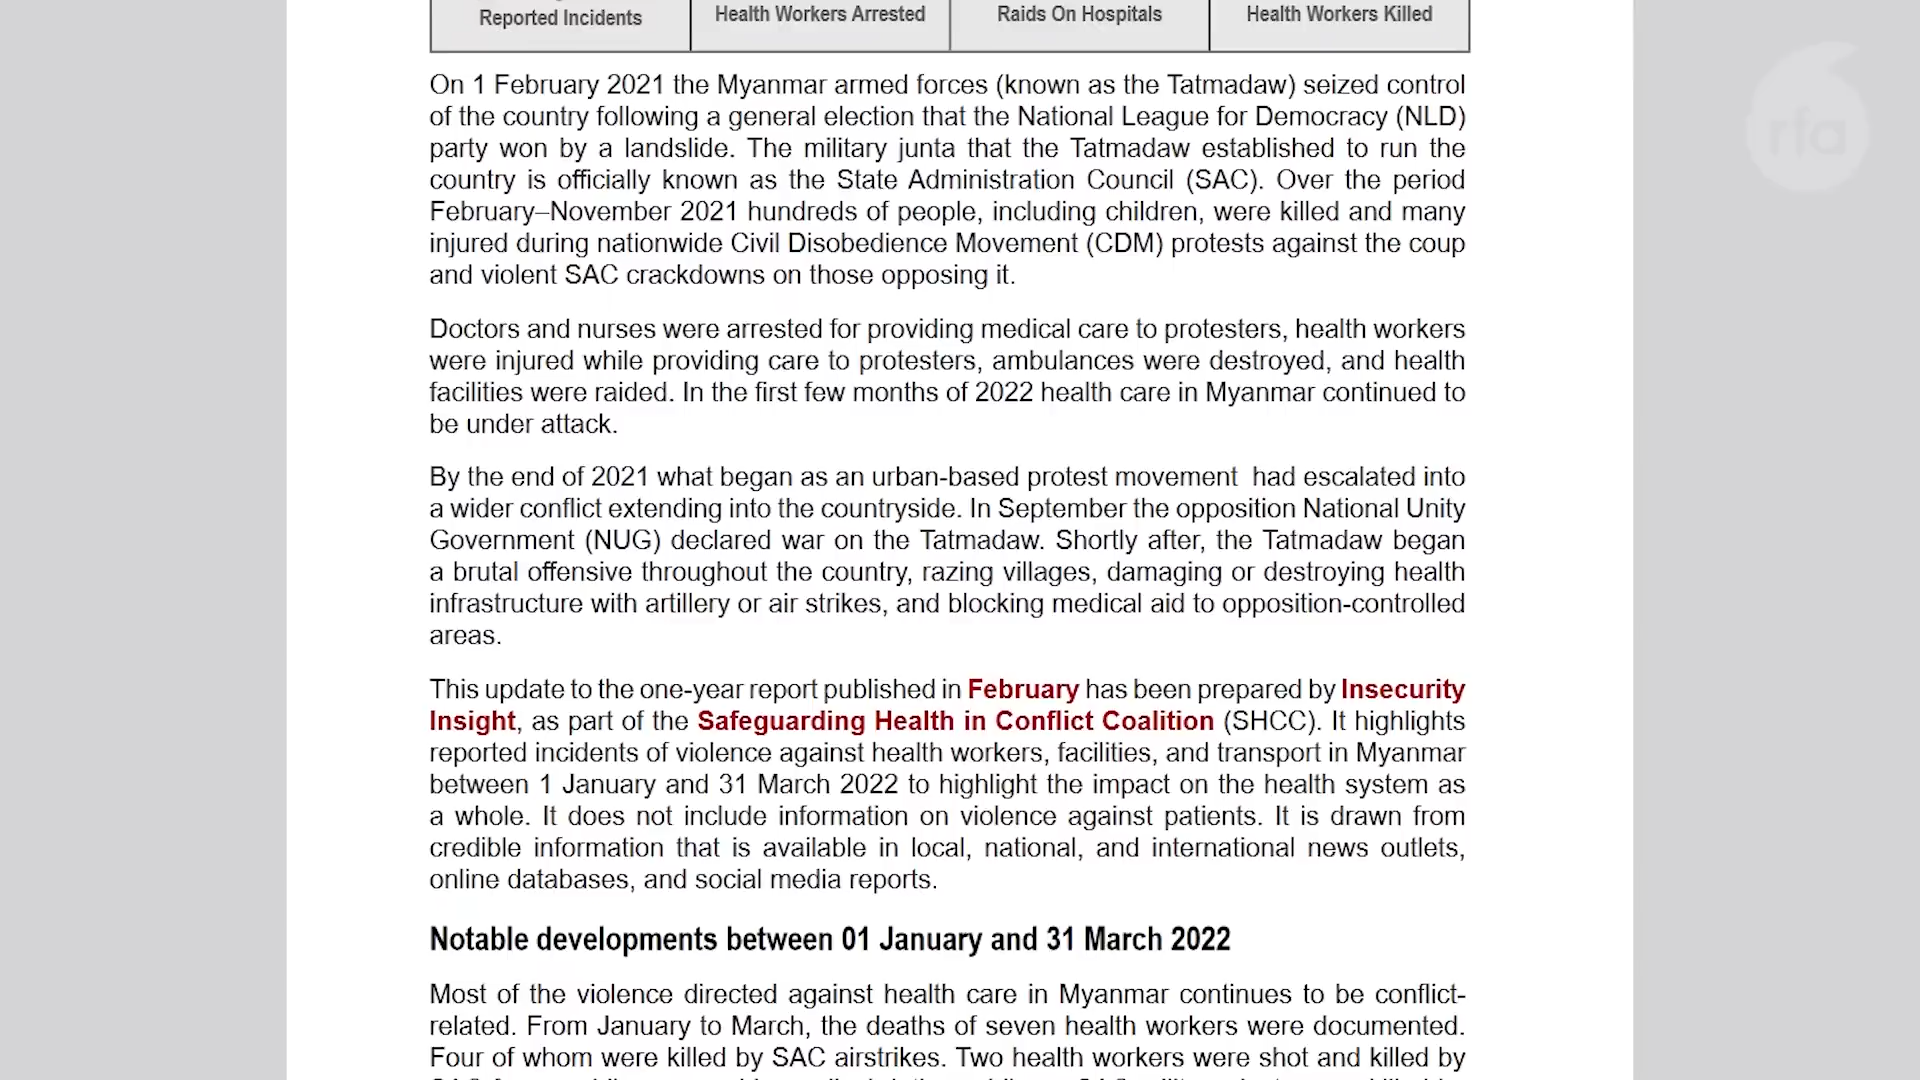 Reported Incidents
Health Workers Arrested
Raids On Hospitals
Health Workers Killed
rfa
On 1 February 2021 the Myanmar armed forces (known as the Tatmadaw) seized control
of the country following a general election that the National League for Democracy (NLD)
party won by a landslide. The military junta that the Tatmadaw established to run the
country is officially known as the State Administration Council (SAC). Over the period
February–November 2021 hundreds of people, including children, were killed and many
injured during nationwide Civil Disobedience Movement (CDM) protests against the coup
and violent SAC crackdowns on those opposing it.
Doctors and nurses were arrested for providing medical care to protesters, health workers
were injured while providing care to protesters, ambulances were destroyed, and health
facilities were raided. In the first few months of 2022 health care in Myanmar continued to
be under attack.
By the end of 2021 what began as an urban-based protest movement  had escalated into
a wider conflict extending into the countryside. In September the opposition National Unity
Government (NUG) declared war on the Tatmadaw. Shortly after, the Tatmadaw began
a brutal offensive throughout the country, razing villages, damaging or destroying health
infrastructure with artillery or air strikes, and blocking medical aid to opposition-controlled
areas.
This update to the one-year report published in February has been prepared by Insecurity
Insight, as part of the Safeguarding Health in Conflict Coalition (SHCC). It highlights
reported incidents of violence against health workers, facilities, and transport in Myanmar
between 1 January and 31 March 2022 to highlight the impact on the health system as
a whole. It does not include information on violence against patients. It is drawn from
credible information that is available in local, national, and international news outlets,
online databases, and social media reports.
Notable developments between 01 January and 31 March 2022
Most of the violence directed against health care in Myanmar continues to be conflict-
related. From January to March, the deaths of seven health workers were documented.
Four of whom were killed by SAC airstrikes. Two health workers were shot and killed by